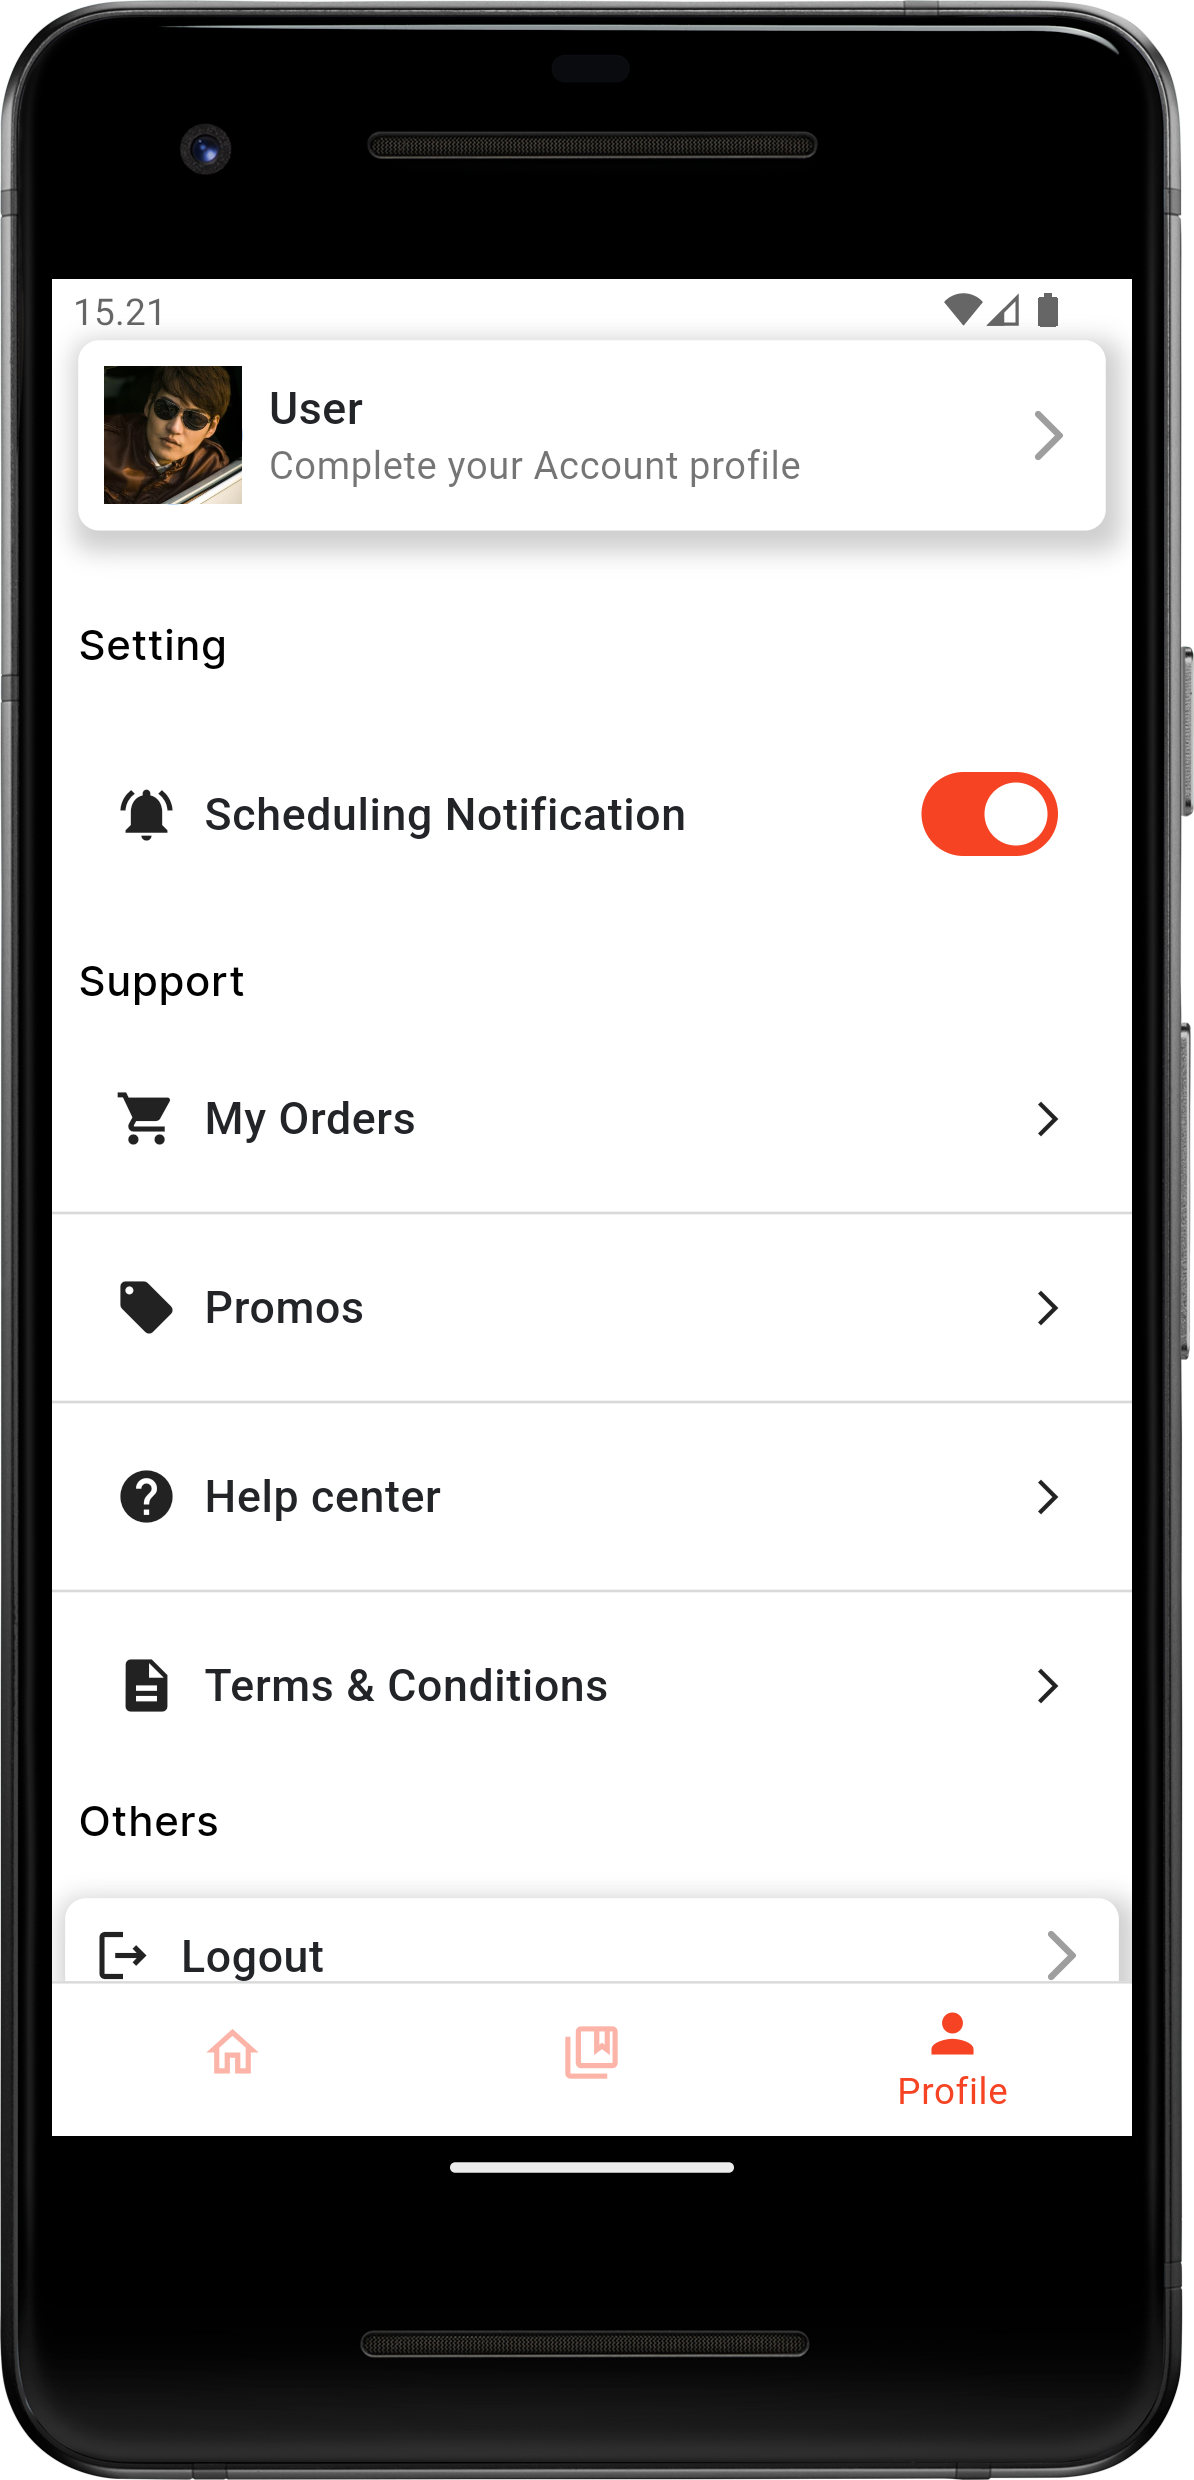 15.21
User
Complete your Account profile
Setting
Scheduling Notification
Support
My Orders
Promos
Help center
Terms & Conditions
Others
Logout
Profile